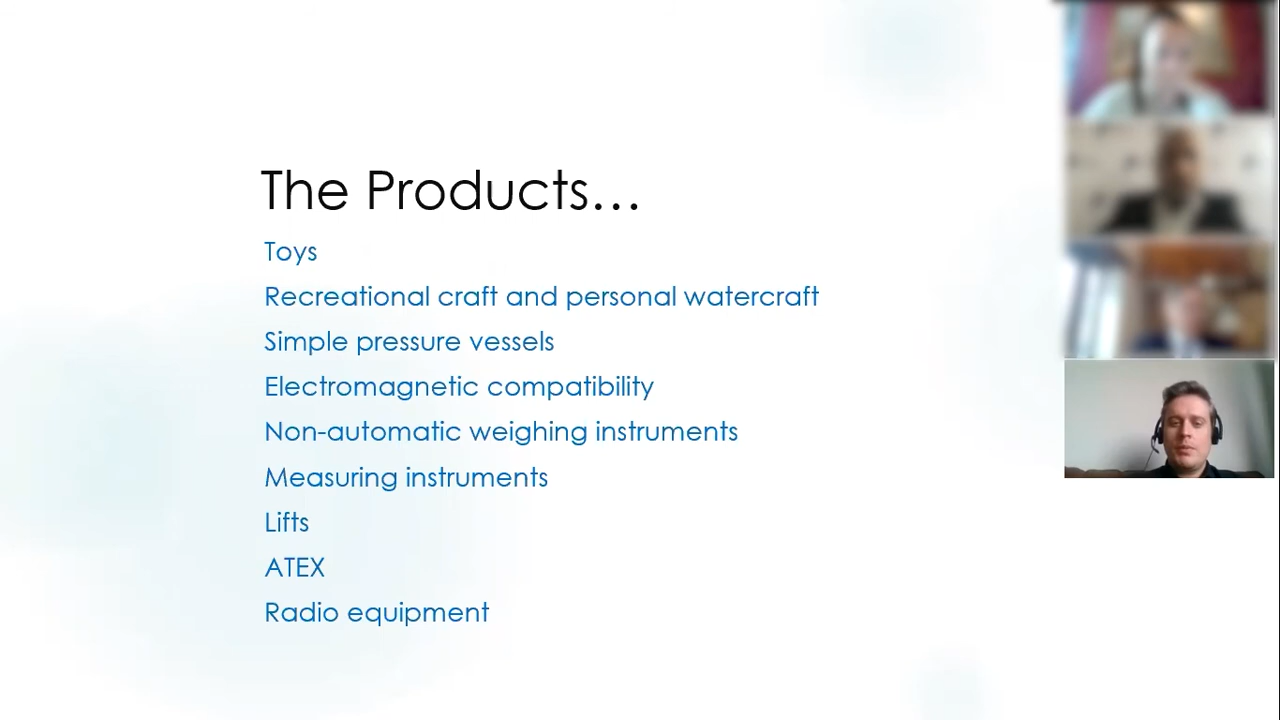 The Products…
Toys
Recreational craft and personal watercraft
Simple pressure vessels
Electromagnetic compatibility
Non-automatic weighing instruments
Measuring instruments
Lifts
ATEX
Radio equipment